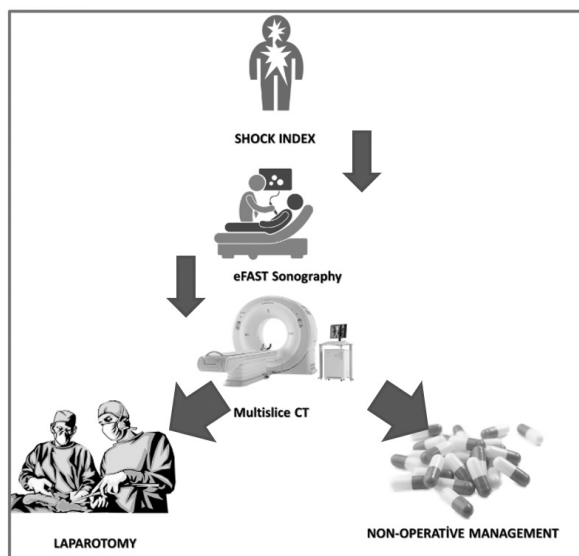 SHOCK INDEX
eFAST Sonography
Multislice CT
LAPAROTOMY
NON-OPERATİVE MANAGEMENT